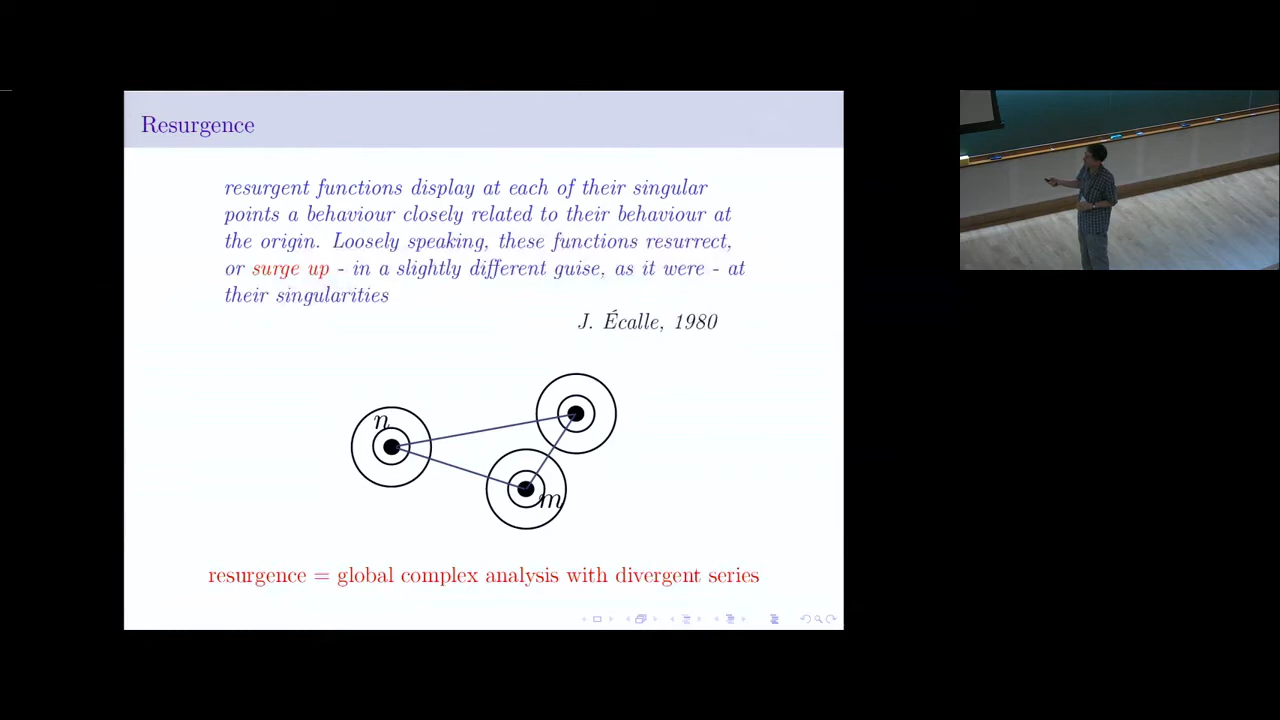 Resurgence
resurgent functions display at each of their singular
points a behaviour closely related to their behaviour at
the origin. Loosely speaking, these functions resurrect,
or surge up - in a slightly different guise, as it were - at
their singularities
J. Écalle, 1980
n
m
resurgence = global complex analysis with divergent series